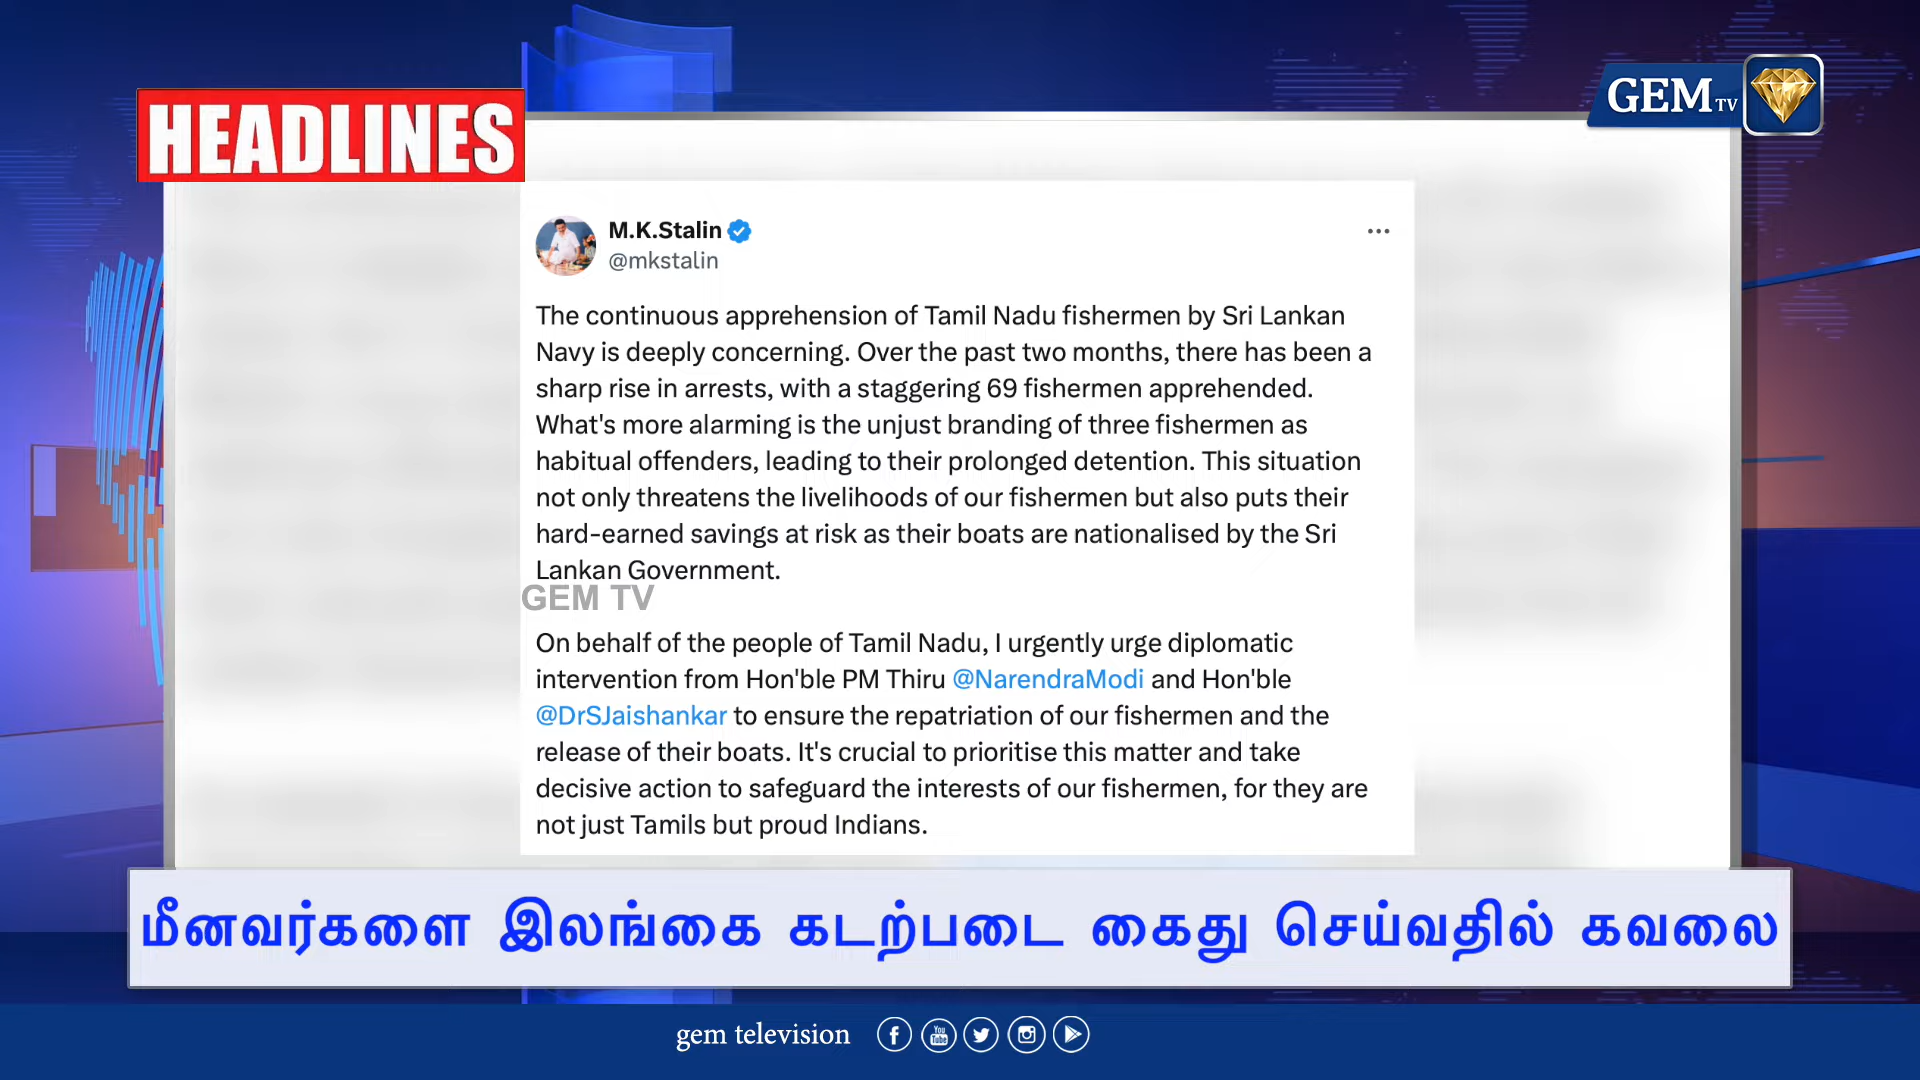 HEADLINES
GEM TV
M.K.Stalin
@mkstalin
The continuous apprehension of Tamil Nadu fishermen by Sri Lankan
Navy is deeply concerning. Over the past two months, there has been a
sharp rise in arrests, with a staggering 69 fishermen apprehended.
What's more alarming is the unjust branding of three fishermen as
habitual offenders, leading to their prolonged detention. This situation
not only threatens the livelihoods of our fishermen but also puts their
hard-earned savings at risk as their boats are nationalised by the Sri
Lankan Government.
GEM TV
On behalf of the people of Tamil Nadu, I urgently urge diplomatic
intervention from Hon'ble PM Thiru @NarendraModi and Hon'ble
@DrSJaishankar to ensure the repatriation of our fishermen and the
release of their boats. It's crucial to prioritise this matter and take
decisive action to safeguard the interests of our fishermen, for they are
not just Tamils but proud Indians.
மீனவர்களை இலங்கை கடற்படை கைது செய்வதில் கவலை
gem television
You
Tube